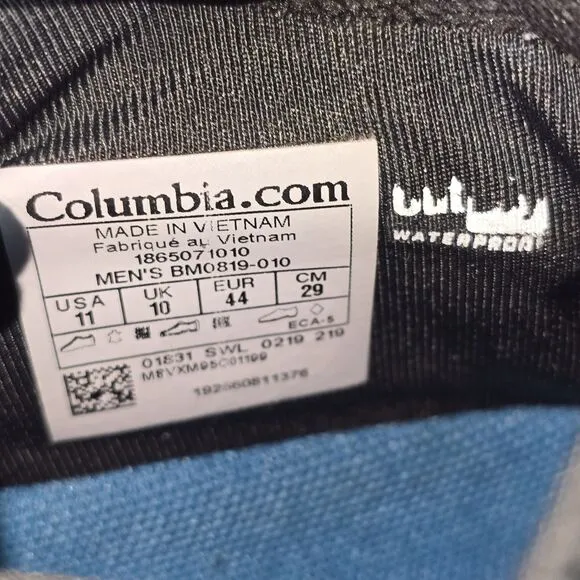 Columbia.com
MADE IN VIETNAM
Fabriqué au Vietnam
1865071010
MEN'S BM0819-010
USA UK EUR CM
11 10 44 29
ECA-5
01831 SWL 0219 219
192660811376
WATERPROOF